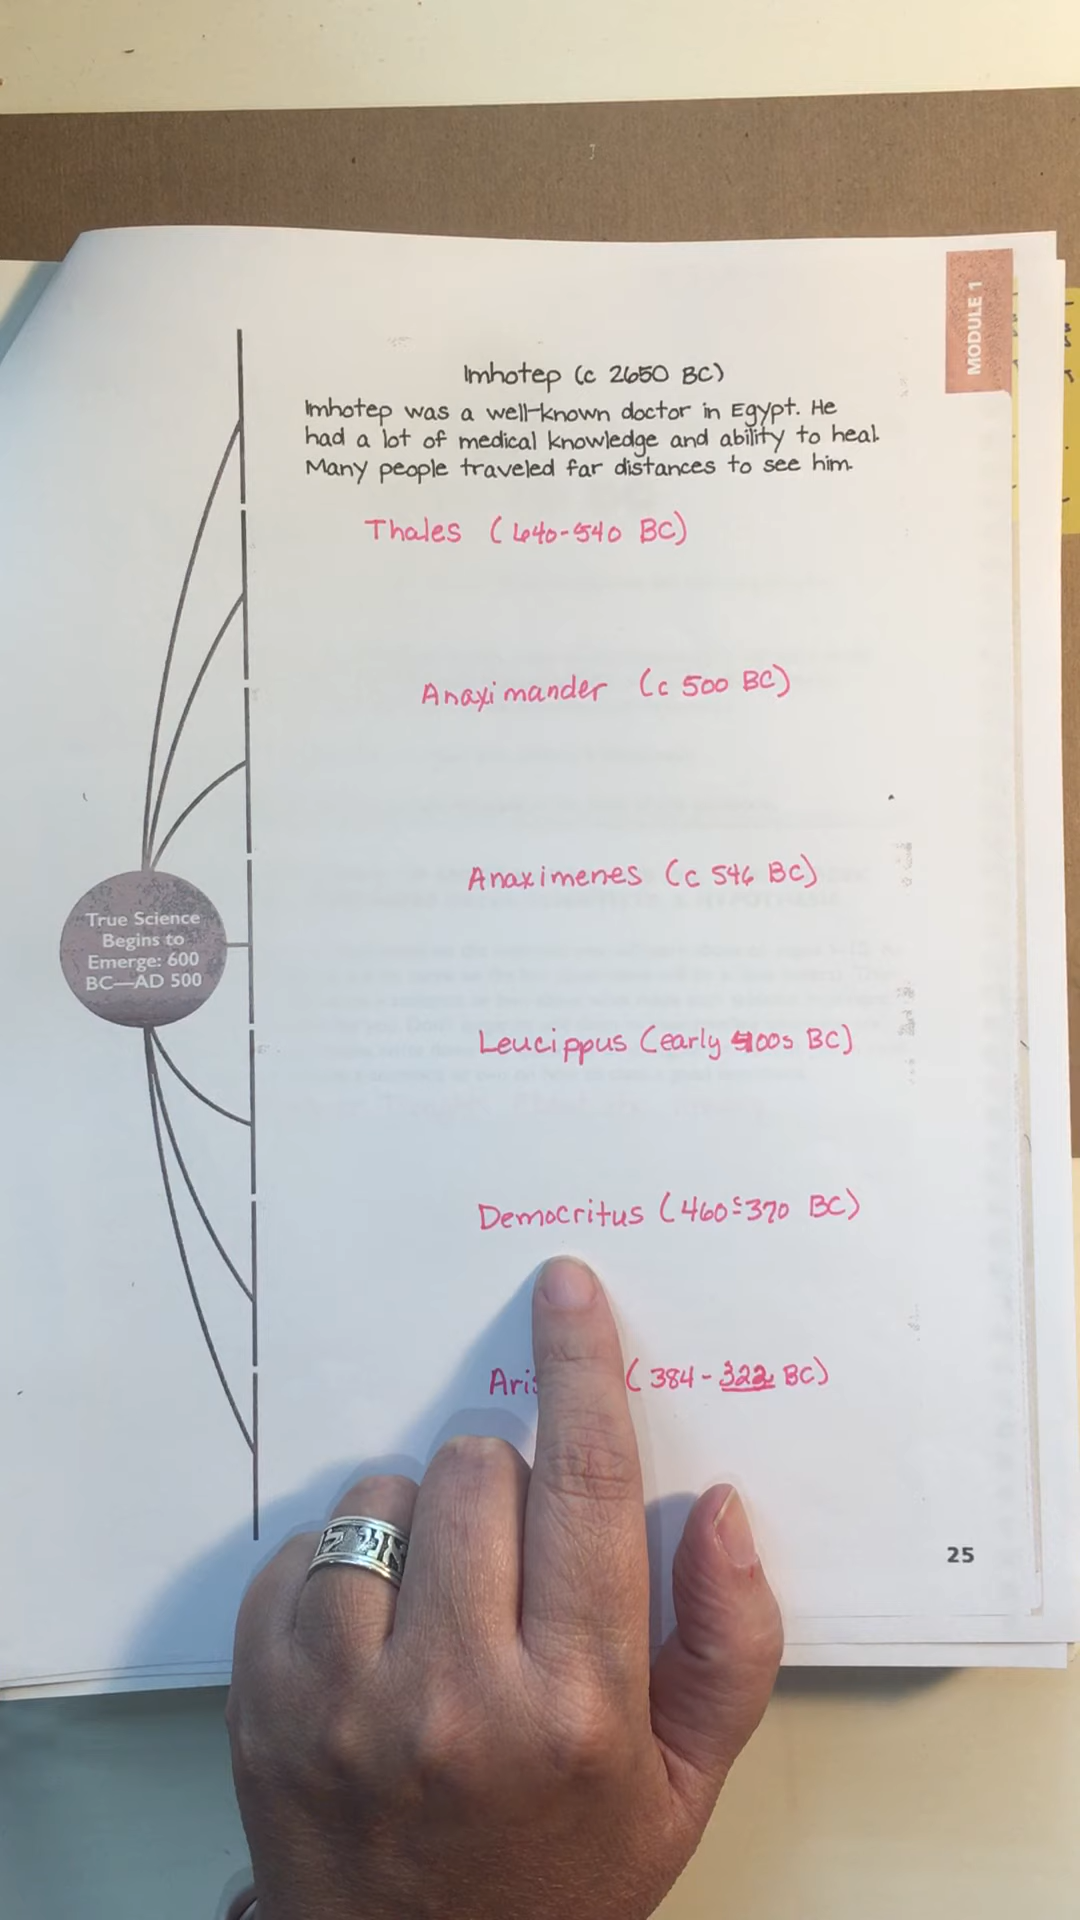 MODULE 1
Imhotep (c 2650 BC)
Imhotep was a well-known doctor in Egypt. He
had a lot of medical knowledge and ability to heal.
Many people traveled far distances to see him.
Thales (640-540 BC)
Anaximander (c 500 BC)
Anaximenes (c 546 BC)
True Science
Begins to
Emerge: 600
BC—AD 500
Leucippus (early 400s BC)
Democritus (460-370 BC)
(384-322 BC)
25